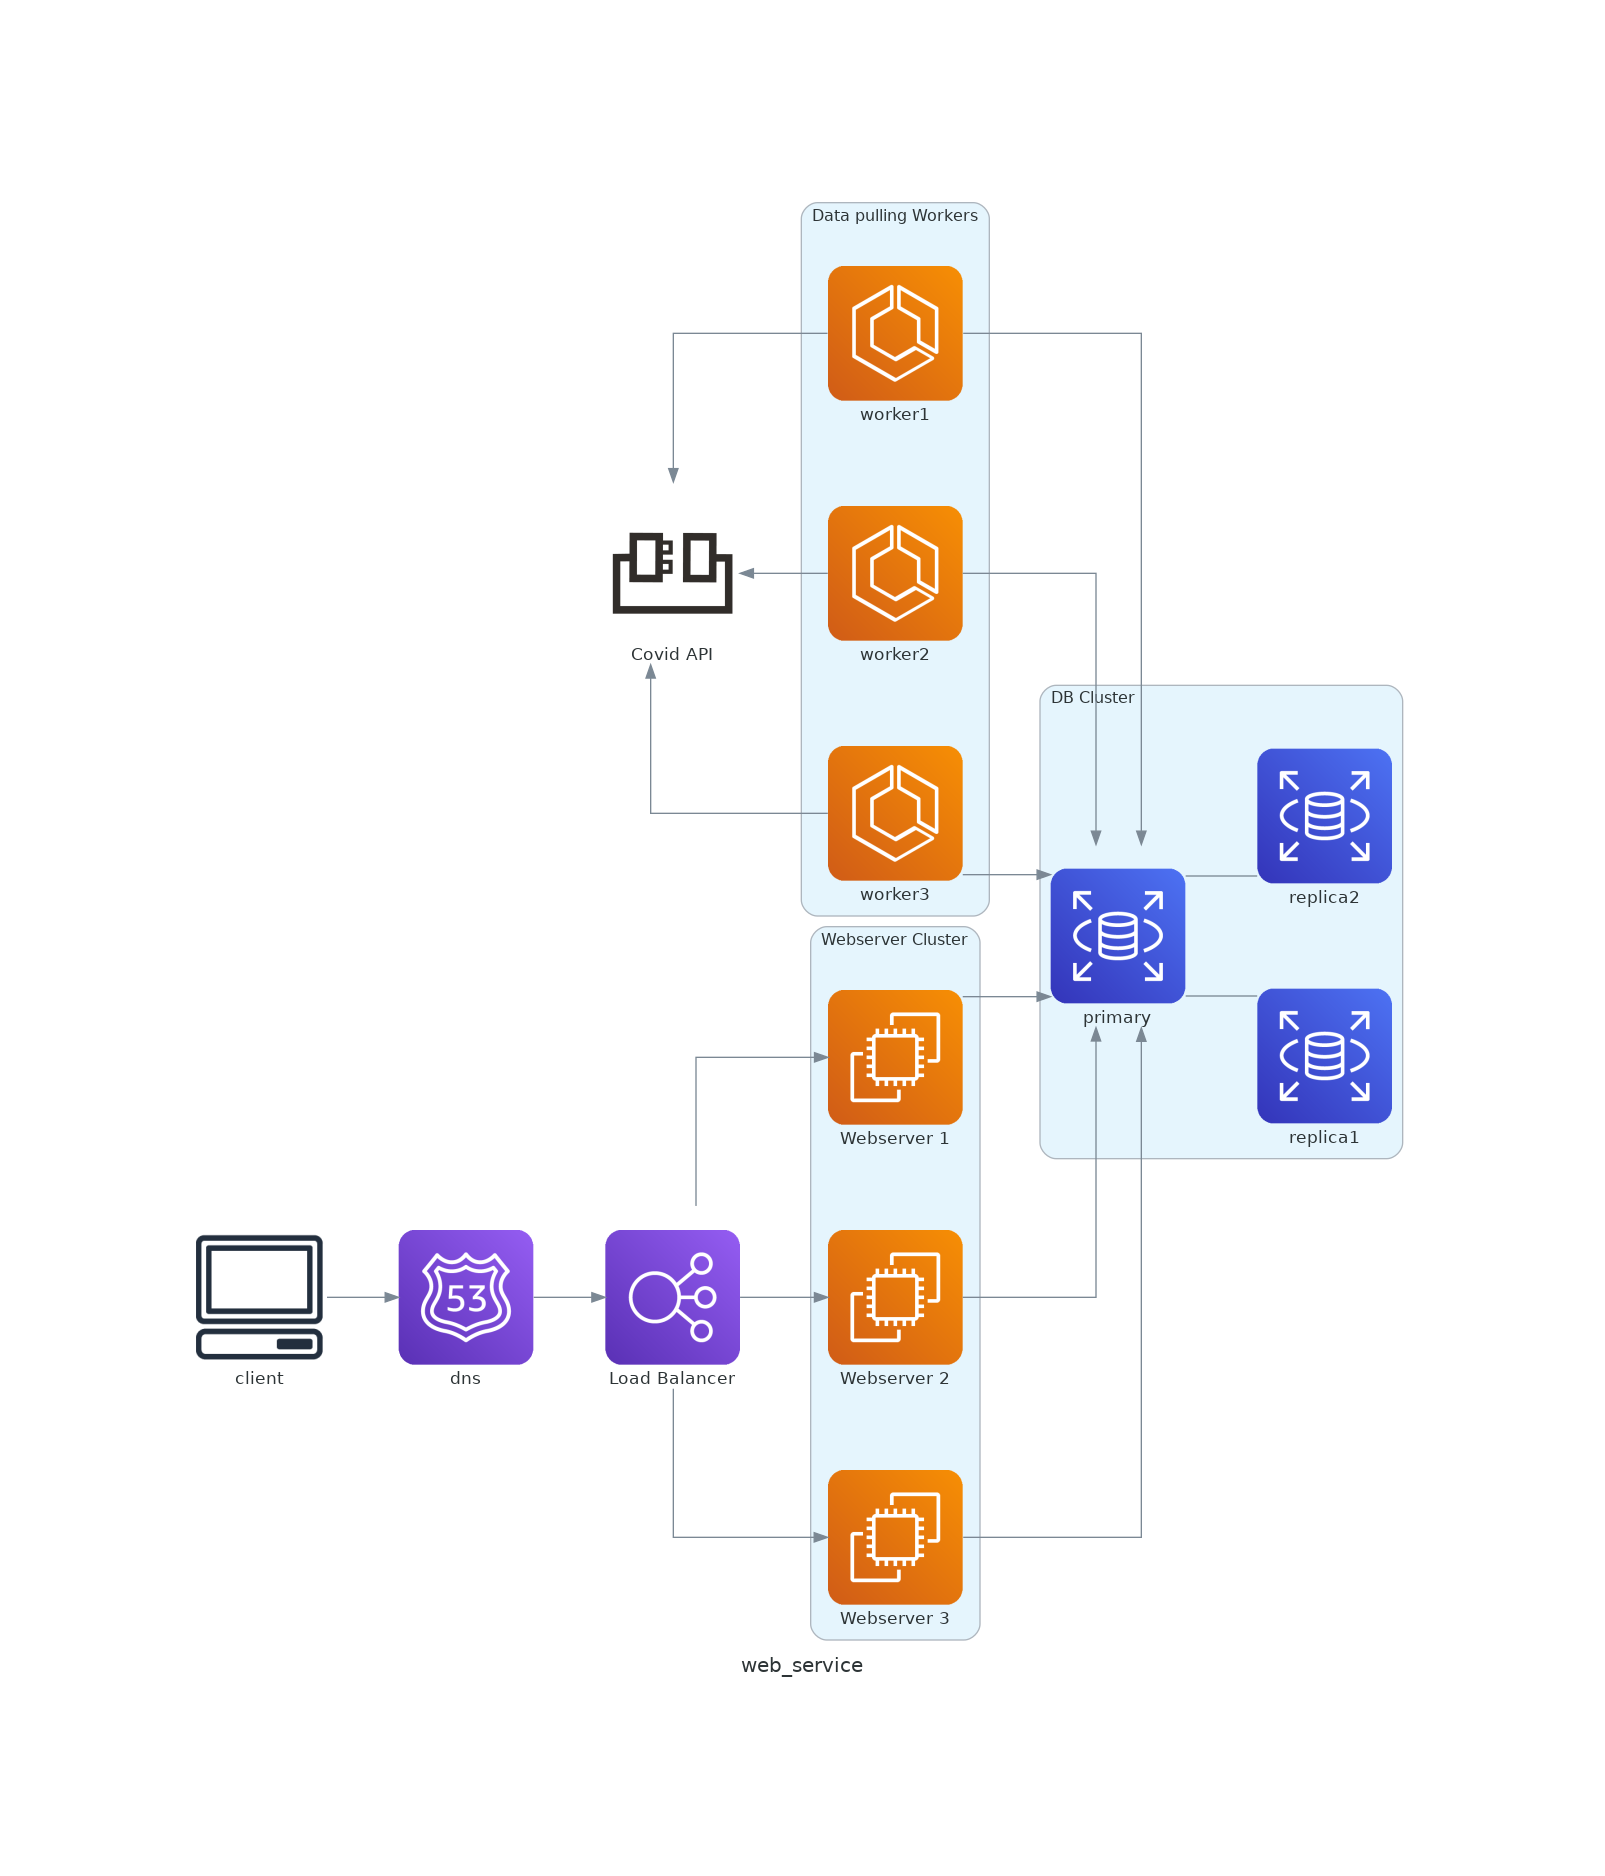 Data pulling Workers
worker1
worker2
Covid API
worker3
DB Cluster
replica2
primary
replica1
Webserver Cluster
Webserver 1
client
53
dns
Load Balancer
Webserver 2
Webserver 3
web_service